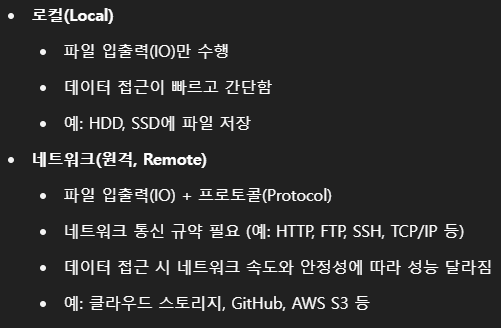 • 로컬(Local)
• 파일 입출력(IO)만 수행
• 데이터 접근이 빠르고 간단함
• 예: HDD, SSD에 파일 저장
• 네트워크(원격, Remote)
• 파일 입출력(IO) + 프로토콜(Protocol)
• 네트워크 통신 규약 필요 (예: HTTP, FTP, SSH, TCP/IP 등)
• 데이터 접근 시 네트워크 속도와 안정성에 따라 성능 달라짐
• 예: 클라우드 스토리지, GitHub, AWS S3 등